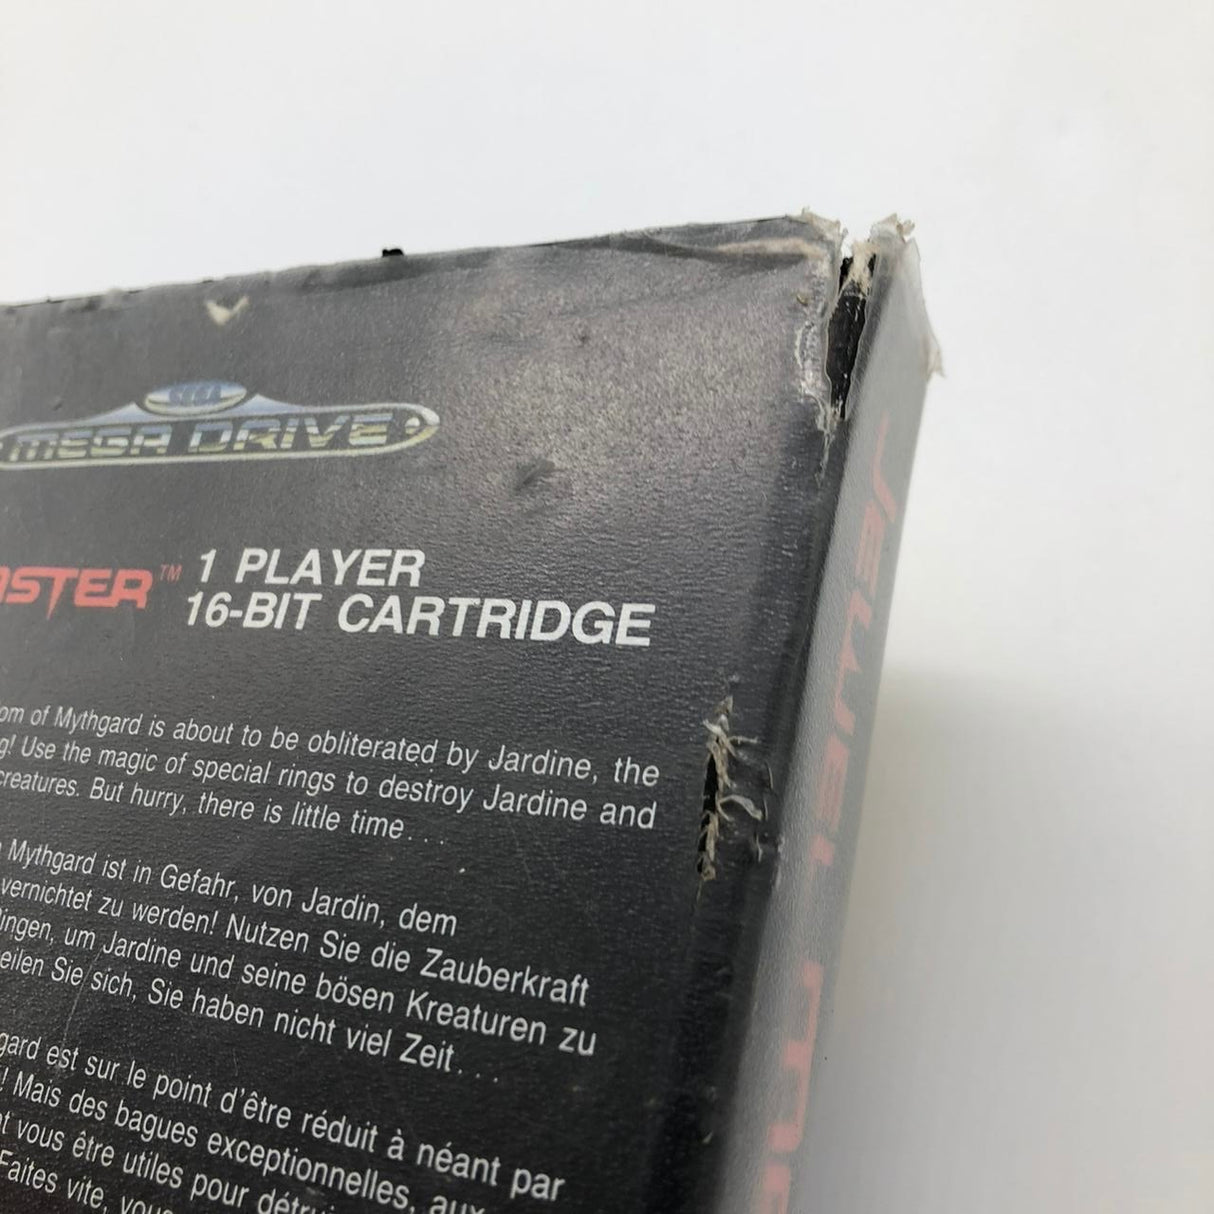 SEGA
MEGA DRIVE
ASTER™ 1 PLAYER
16-BIT CARTRIDGE
om of Mythgard is about to be obliterated by Jardine, the
g! Use the magic of special rings to destroy Jardine and
creatures. But hurry, there is little time...
Mythgard ist in Gefahr, von Jardin, dem
vernichtet zu werden! Nutzen Sie die Zauberkraft
Ringen, um Jardine und seine bösen Kreaturen zu
eilen Sie sich, Sie haben nicht viel Zeit...
gard est sur le point d'être réduit à néant par
! Mais des bagues exceptionnelles, aux
nt vous être utiles pour détrui
Faites vite, vous